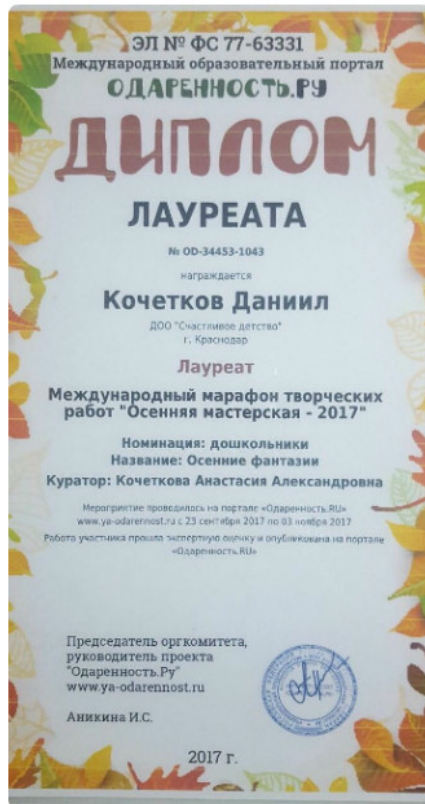 ЭЛ № ФС 77-63331
Международный образовательный портал
ОДАРЕННОСТЬ.РУ
ДИПЛОМ
ЛАУРЕАТА
№ OD-34453-1043
награждается
Кочетков Даниил
ДОО "Счастливое детство"
г. Краснодар
Лауреат
Международный марафон творческих
работ "Осенняя мастерская - 2017"
Номинация: дошкольники
Название: Осенние фантазии
Куратор: Кочеткова Анастасия Александровна
Мероприятие проводилось на портале «Одаренность.RU»
www.ya-odarennost.ru с 23 сентября 2017 по 03 ноября 2017
Работа участника прошла экспертную оценку и опубликована на портале
«Одаренность.RU»
Председатель оргкомитета,
руководитель проекта
"Одаренность.Ру"
www.ya-odarennost.ru
Аникина И.С.
2017 г.